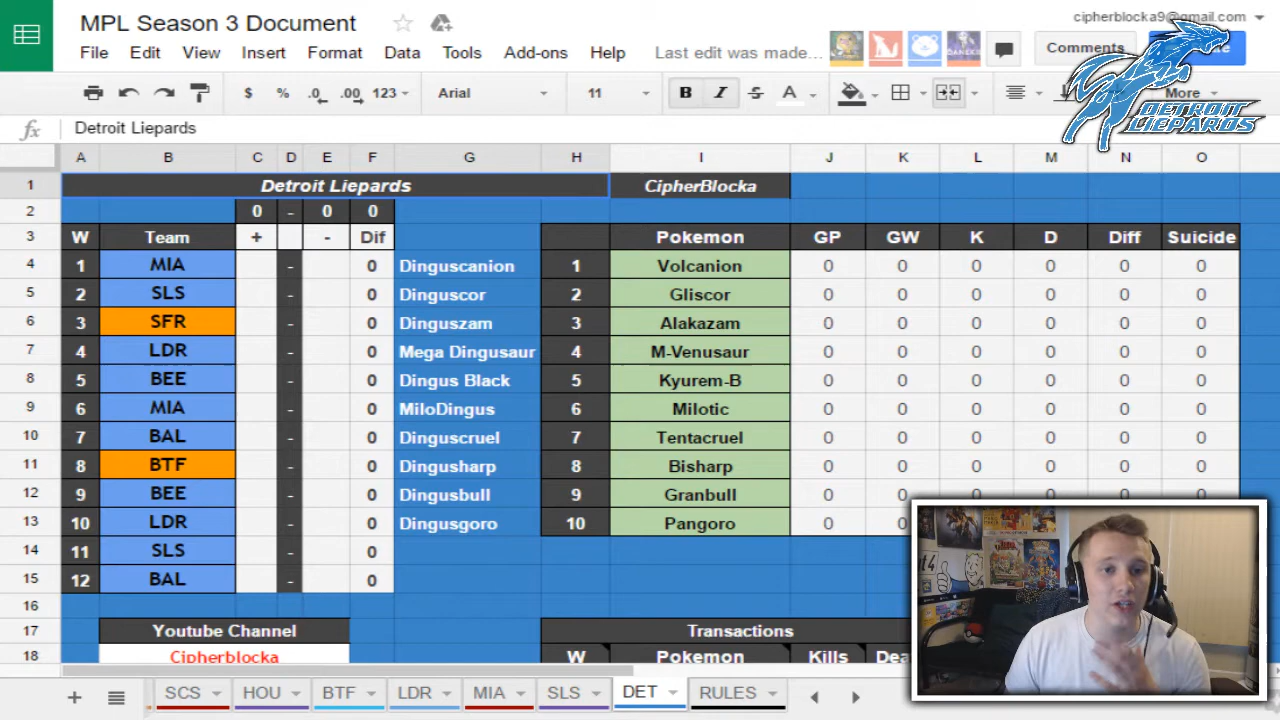 MPL Season 3 Document
cipherblocka9@gmail.com
File Edit View Insert Format Data Tools Add-ons Help Last edit was made...
Comments
$ % .0 .00 123 Arial 11 B I S A More
DETROIT
LIEPARDS
fx Detroit Liepards
A B C D E F G H I J K L M N O
1 Detroit Liepards CipherBlocka
2 0 - 0 0
3 W Team + - Dif Pokemon GP GW K D Diff Suicide
4 1 MIA - 0 Dinguscanion 1 Volcanion 0 0 0 0 0 0
5 2 SLS - 0 Dinguscor 2 Gliscor 0 0 0 0 0 0
6 3 SFR - 0 Dinguszam 3 Alakazam 0 0 0 0 0 0
7 4 LDR - 0 Mega Dingusaur 4 M-Venusaur 0 0 0 0 0 0
8 5 BEE - 0 Dingus Black 5 Kyurem-B 0 0 0 0 0 0
9 6 MIA - 0 MiloDingus 6 Milotic 0 0 0 0 0 0
10 7 BAL - 0 Dinguscruel 7 Tentacruel 0 0 0 0 0 0
11 8 BTF - 0 Dingusharp 8 Bisharp 0 0 0 0 0 0
12 9 BEE - 0 Dingusbull 9 Granbull 0 0 0 0 0 0
13 10 LDR - 0 Dingusgoro 10 Pangoro 0 0
14 11 SLS - 0
15 12 BAL - 0
16
17 Youtube Channel Transactions
18 Cipherblocka W Pokemon Kills
SCS HOU BTF LDR MIA SLS DET RULES